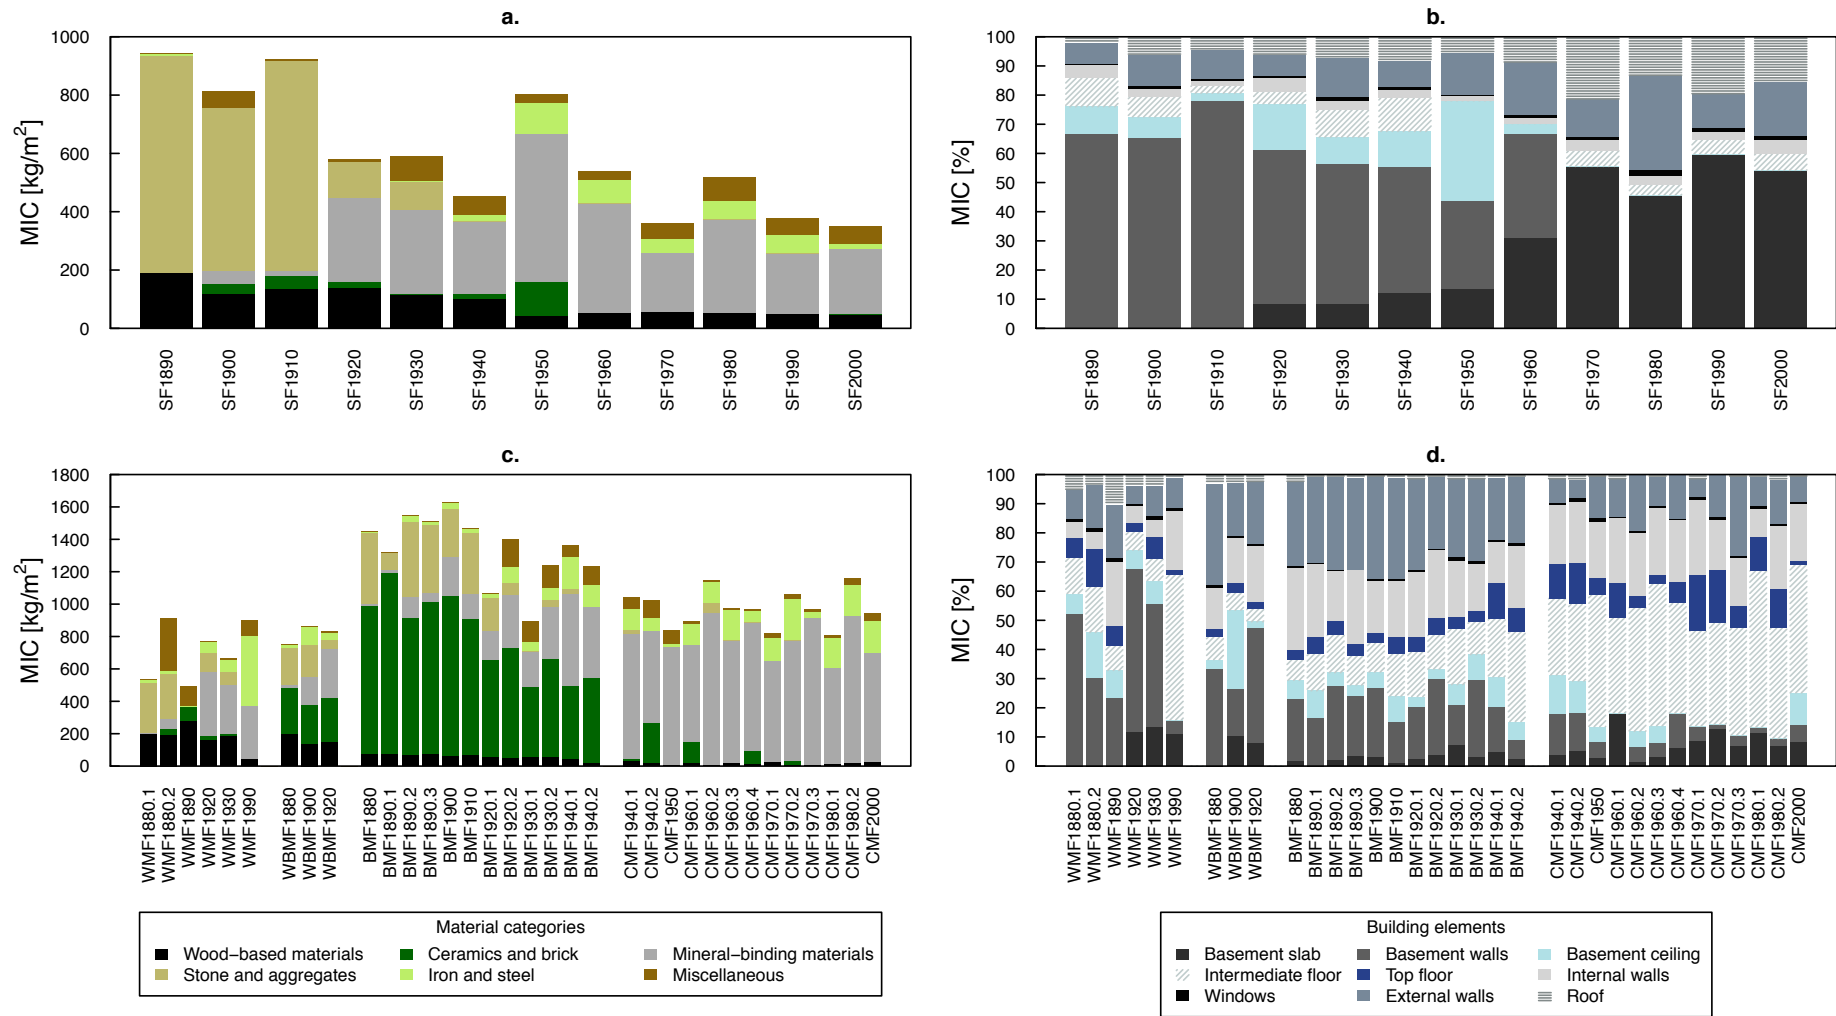 a.
MIC [kg/m²]
1000
800
600
400
200
0
SF1890
SF1900
SF1910
SF1920
SF1930
SF1940
SF1950
SF1960
SF1970
SF1980
SF1990
SF2000
b.
MIC [%]
100
90
80
70
60
50
40
30
20
10
0
SF1890
SF1900
SF1910
SF1920
SF1930
SF1940
SF1950
SF1960
SF1970
SF1980
SF1990
SF2000
c.
MIC [kg/m²]
1800
1600
1400
1200
1000
800
600
400
200
0
WMF1880.1
WMF1880.2
WMF1890
WMF1920
WMF1930
WMF1990
WBMF1880
WBMF1900
WBMF1920
BMF1880
BMF1890.1
BMF1890.2
BMF1890.3
BMF1900
BMF1910
BMF1920.1
BMF1920.2
BMF1930.1
BMF1930.2
BMF1940.1
BMF1940.2
CMF1940.1
CMF1940.2
CMF1950
CMF1960.1
CMF1960.2
CMF1960.3
CMF1960.4
CMF1970.1
CMF1970.2
CMF1970.3
CMF1980.1
CMF1980.2
CMF2000
d.
MIC [%]
100
90
80
70
60
50
40
30
20
10
0
WMF1880.1
WMF1880.2
WMF1890
WMF1920
WMF1930
WMF1990
WBMF1880
WBMF1900
WBMF1920
BMF1880
BMF1890.1
BMF1890.2
BMF1890.3
BMF1900
BMF1910
BMF1920.1
BMF1920.2
BMF1930.1
BMF1930.2
BMF1940.1
BMF1940.2
CMF1940.1
CMF1940.2
CMF1950
CMF1960.1
CMF1960.2
CMF1960.3
CMF1960.4
CMF1970.1
CMF1970.2
CMF1970.3
CMF1980.1
CMF1980.2
CMF2000
Material categories
Wood−based materials
Ceramics and brick
Mineral−binding materials
Stone and aggregates
Iron and steel
Miscellaneous
Building elements
Basement slab
Basement walls
Basement ceiling
Intermediate floor
Top floor
Internal walls
Windows
External walls
Roof